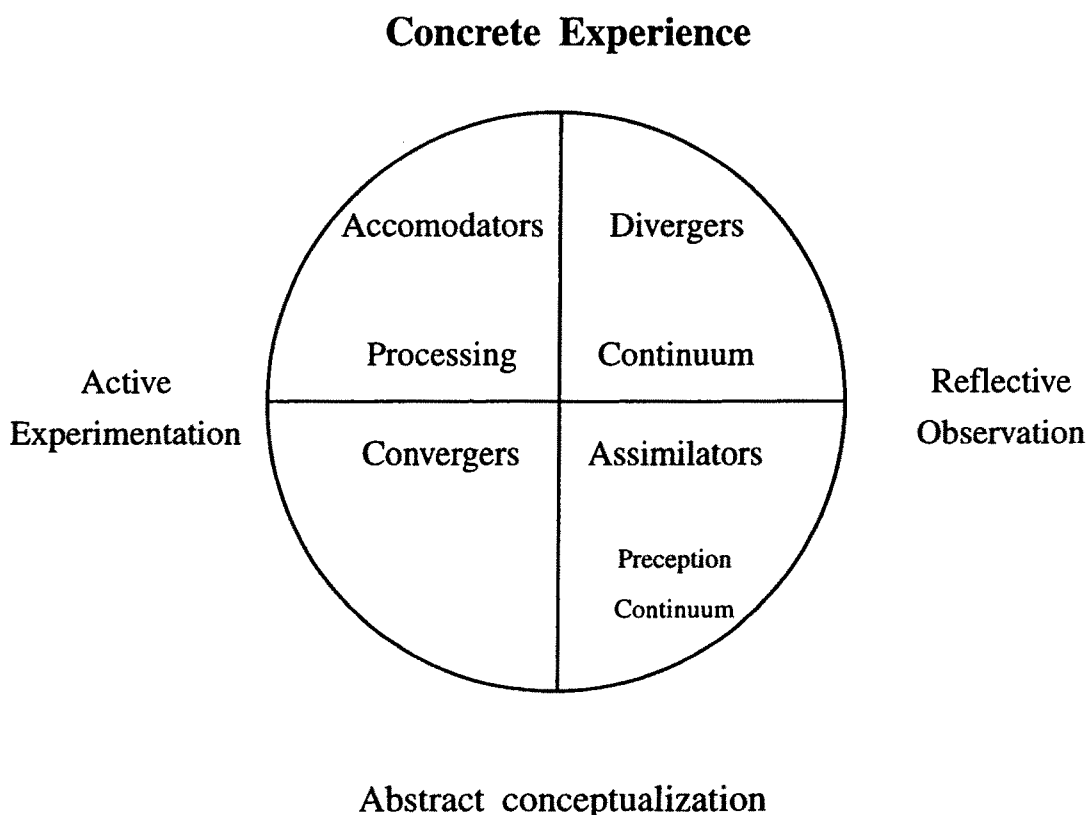 Concrete Experience
Accomodators
Divergers
Processing
Continuum
Active
Experimentation
Reflective
Observation
Convergers
Assimilators
Preception
Continuum
Abstract conceptualization